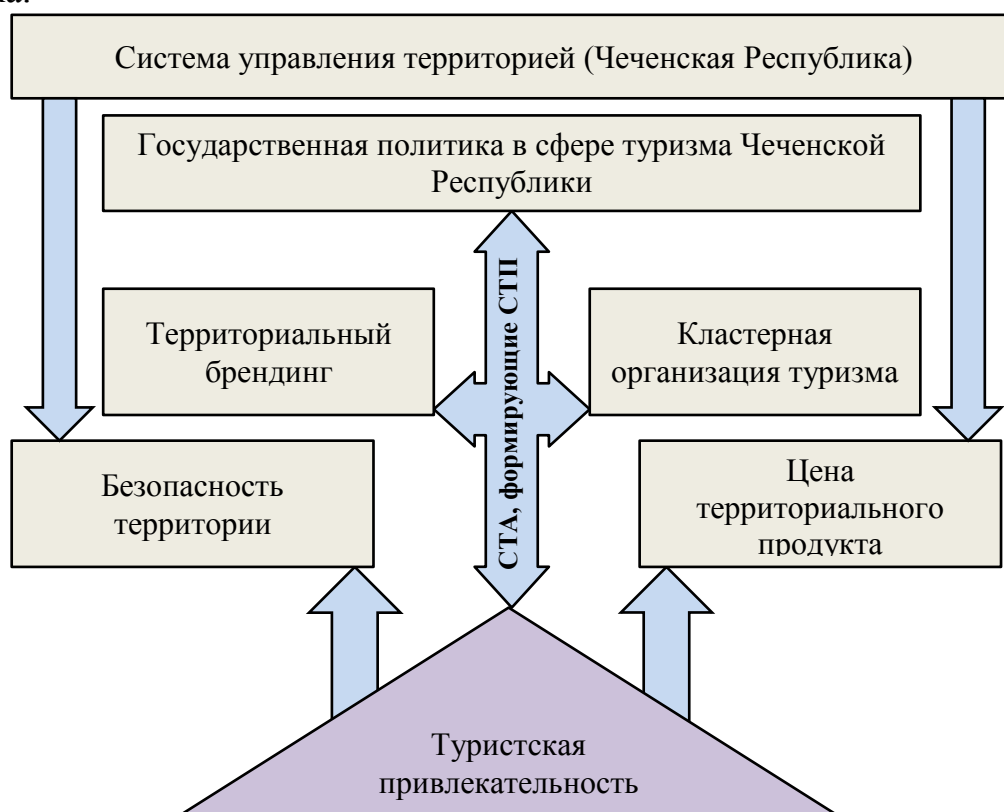 Система управления территорией (Чеченская Республика)
Государственная политика в сфере туризма Чеченской
Республики
СТА, формирующие СТП
Территориальный
брендинг
Кластерная
организация туризма
Безопасность
территории
Цена
территориального
продукта
Туристская
привлекательность